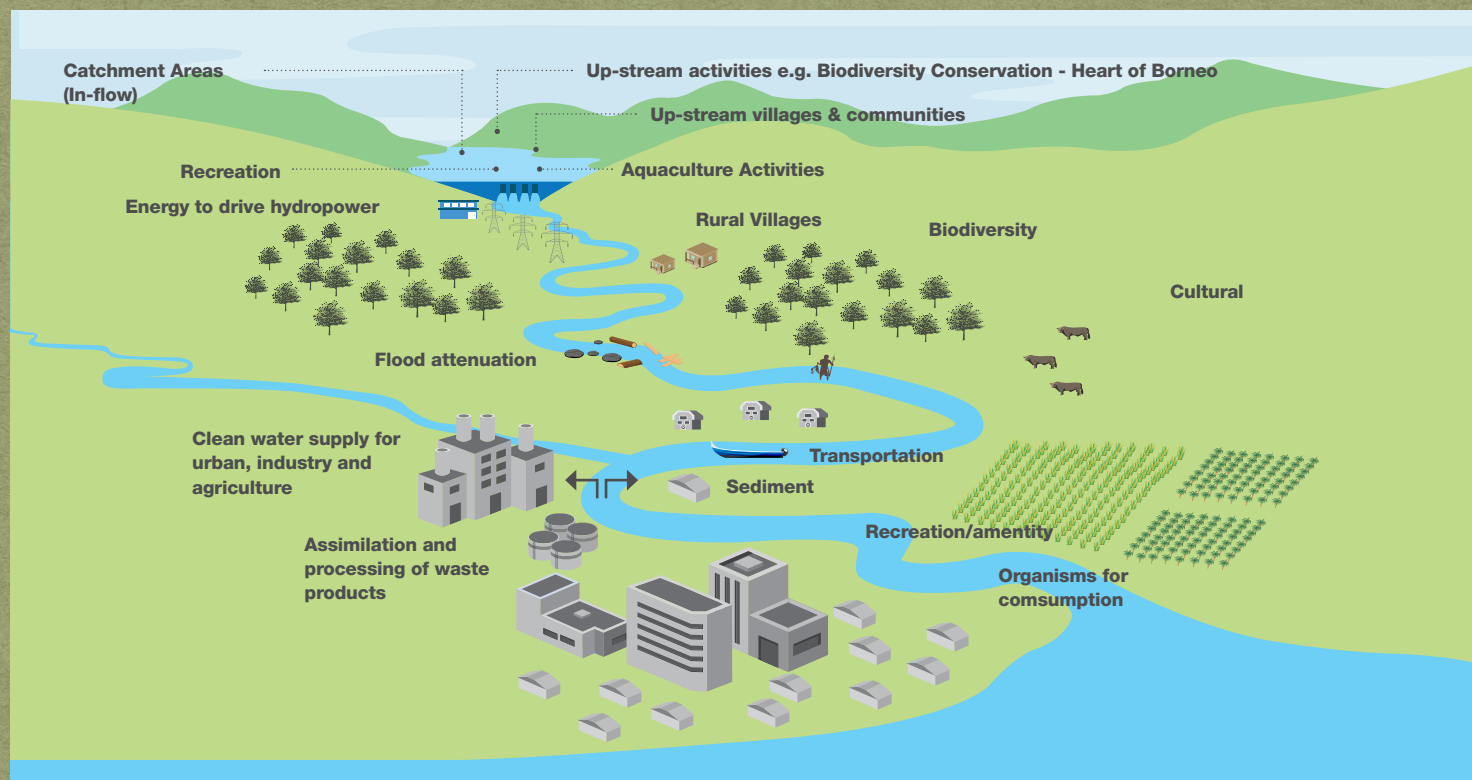 Catchment Areas
(In-flow)
Up-stream activities e.g. Biodiversity Conservation - Heart of Borneo
Up-stream villages & communities
Recreation
Aquaculture Activities
Energy to drive hydropower
Rural Villages
Biodiversity
Cultural
Flood attenuation
Clean water supply for
urban, industry and
agriculture
Transportation
Sediment
Recreation/amentity
Assimilation and
processing of waste
products
Organisms for
comsumption